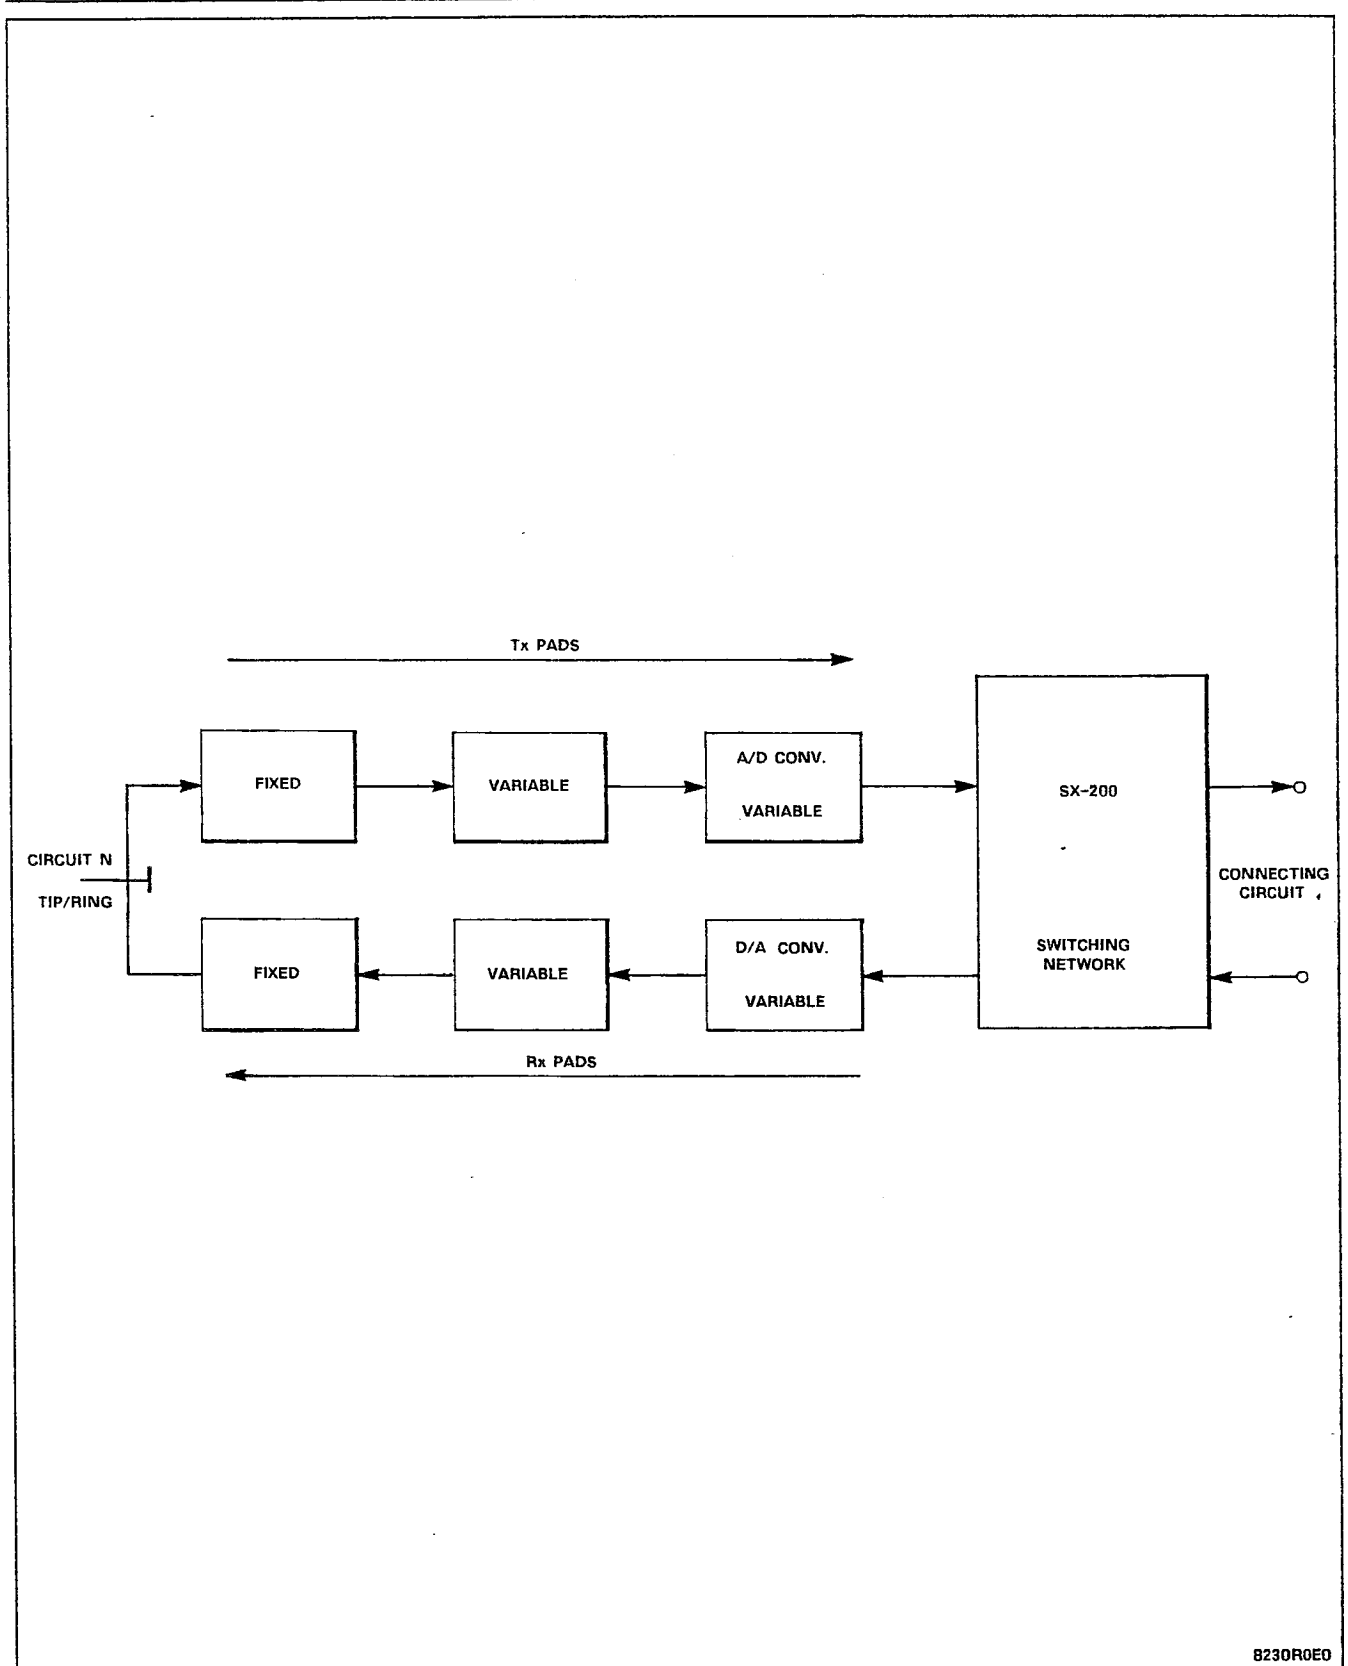 Tx PADS
FIXED
VARIABLE
A/D CONV.
VARIABLE
SX-200
SWITCHING
NETWORK
CIRCUIT N
TIP/RING
CONNECTING
CIRCUIT
FIXED
VARIABLE
D/A CONV.
VARIABLE
Rx PADS
8230R0E0